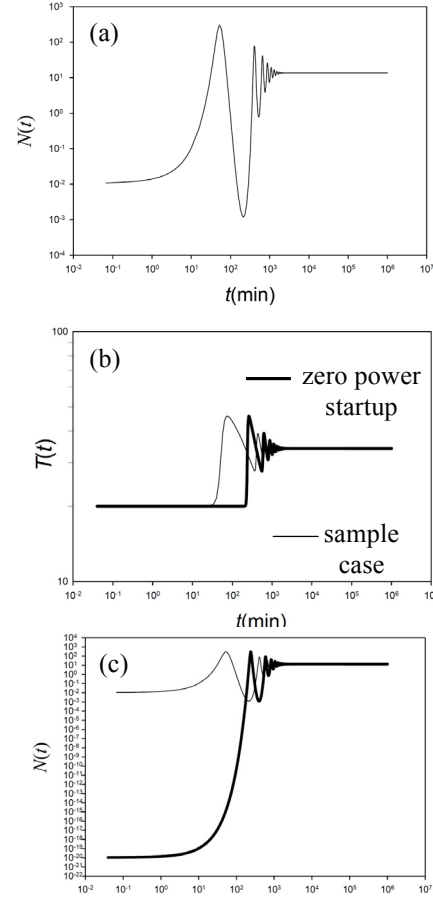 (a)
N(t)
10³
10²
10¹
10⁰
10⁻¹
10⁻²
10⁻³
10⁻⁴
10⁻² 10⁻¹ 10⁰ 10¹ 10² 10³ 10⁴ 10⁵ 10⁶ 10⁷
t(min)
(b)
T(t)
100
10
zero power
startup
sample
case
10⁻² 10⁻¹ 10⁰ 10¹ 10² 10³ 10⁴ 10⁵ 10⁶ 10⁷
t(min)
(c)
N(t)
10⁴
10³
10²
10¹
10⁰
10⁻¹
10⁻²
10⁻³
10⁻⁴
10⁻⁵
10⁻⁶
10⁻⁷
10⁻⁸
10⁻⁹
10⁻¹⁰
10⁻¹¹
10⁻¹²
10⁻¹³
10⁻¹⁴
10⁻¹⁵
10⁻¹⁶
10⁻¹⁷
10⁻¹⁸
10⁻¹⁹
10⁻²⁰
10⁻²¹
10⁻²²
10⁻² 10⁻¹ 10⁰ 10¹ 10² 10³ 10⁴ 10⁵ 10⁶ 10⁷